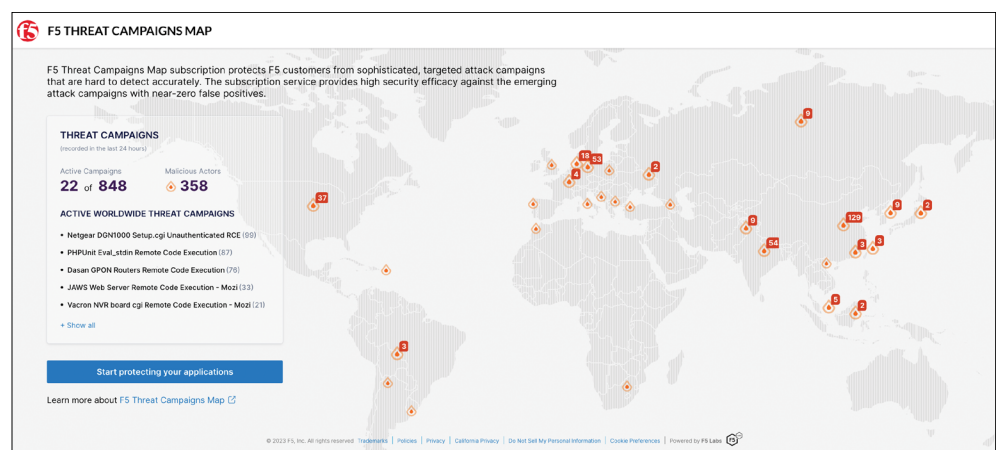 F5 THREAT CAMPAIGNS MAP
F5 Threat Campaigns Map subscription protects F5 customers from sophisticated, targeted attack campaigns
that are hard to detect accurately. The subscription service provides high security efficacy against the emerging
attack campaigns with near-zero false positives.
THREAT CAMPAIGNS
(recorded in the last 24 hours)
Active Campaigns Malicious Actors
22 of 848 358
ACTIVE WORLDWIDE THREAT CAMPAIGNS
• Netgear DGN1000 Setup.cgi Unauthenticated RCE (99)
• PHPUnit Eval_stdin Remote Code Execution (87)
• Dasan GPON Routers Remote Code Execution (76)
• JAWS Web Server Remote Code Execution - Mozi (33)
• Vacron NVR board cgi Remote Code Execution - Mozi (21)
+ Show all
Start protecting your applications
Learn more about F5 Threat Campaigns Map
9
18 53
2
4
37
9 2
129
9
54
3 3
5
2
3
© 2023 F5, Inc. All rights reserved Trademarks | Policies | Privacy | California Privacy | Do Not Sell My Personal Information | Cookie Preferences | Powered by F5 Labs F5